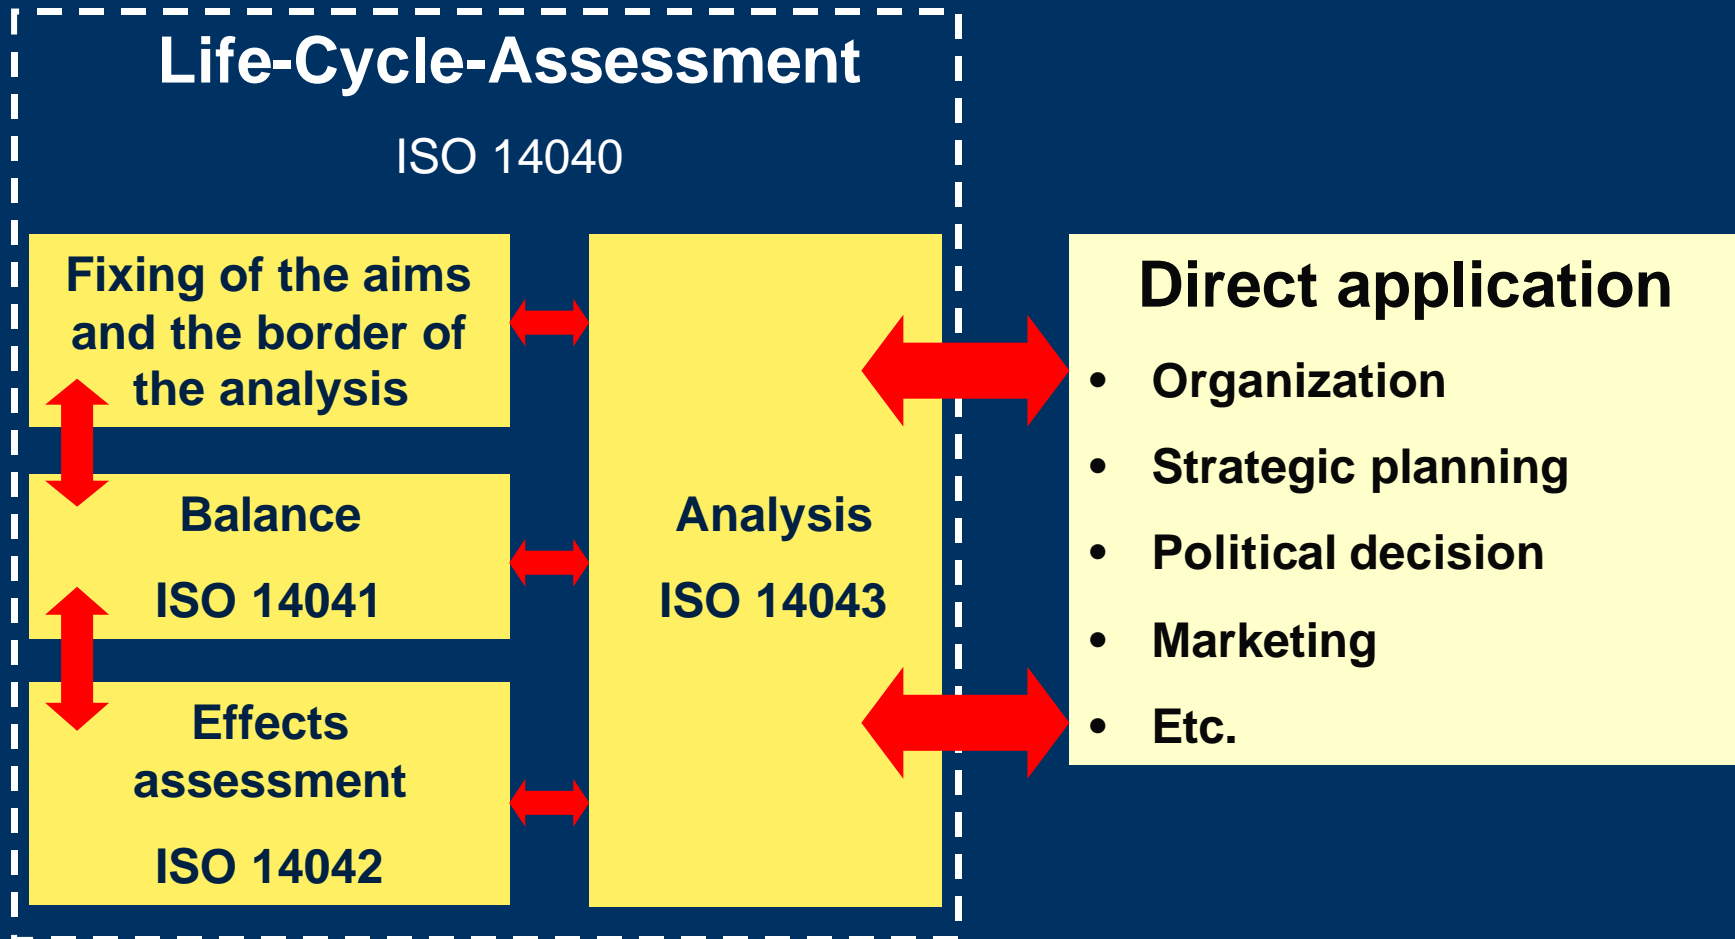 Life-Cycle-Assessment
ISO 14040
Fixing of the aims
and the border of
the analysis
Balance
ISO 14041
Effects
assessment
ISO 14042
Analysis
ISO 14043
Direct application
• Organization
• Strategic planning
• Political decision
• Marketing
• Etc.